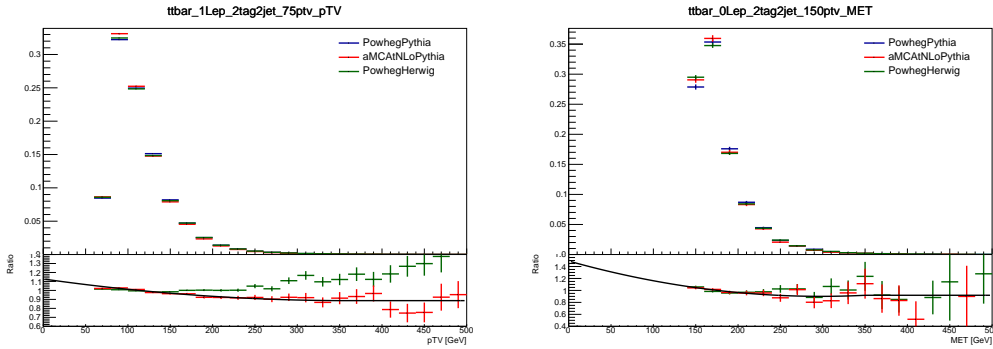 ttbar_1Lep_2tag2jet_75ptv_pTV
PowhegPythia
aMCAtNLoPythia
PowhegHerwig
0.3
0.25
0.2
0.15
0.1
0.05
0
Ratio
1.3
1.2
1.1
1
0.9
0.8
0.7
0.6
0 50 100 150 200 250 300 350 400 450 500
pTV [GeV]
ttbar_0Lep_2tag2jet_150ptv_MET
PowhegPythia
aMCAtNLoPythia
PowhegHerwig
0.35
0.3
0.25
0.2
0.15
0.1
0.05
0
Ratio
1.4
1.2
1
0.8
0.6
0.4
0 50 100 150 200 250 300 350 400 450 500
MET [GeV]